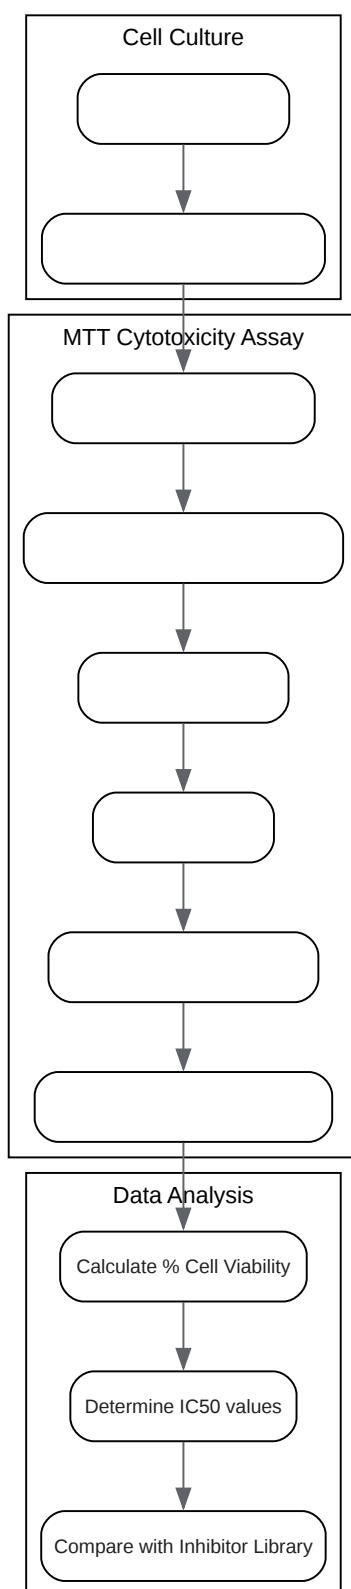 Cell Culture
MTT Cytotoxicity Assay
Data Analysis
Calculate % Cell Viability
Determine IC50 values
Compare with Inhibitor Library